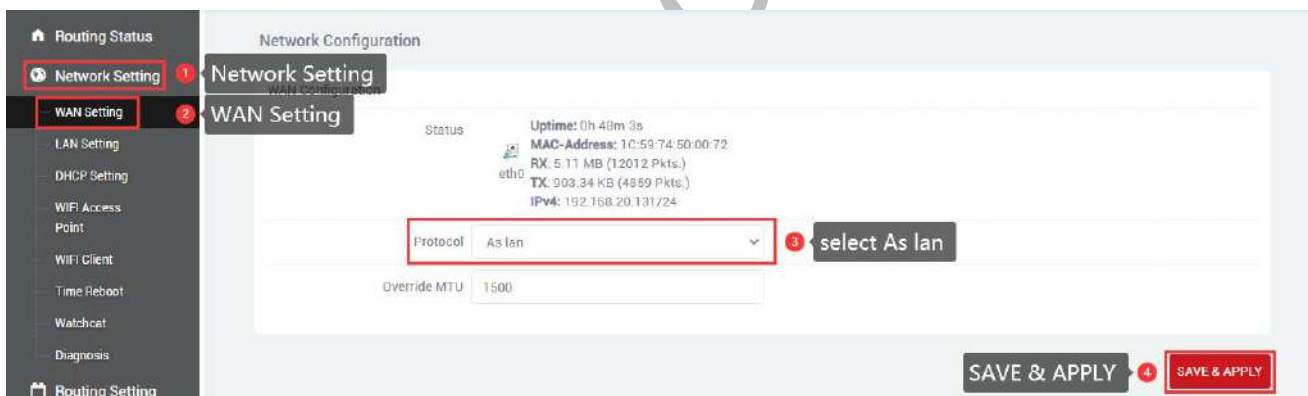 Routing Status
Network Configuration
Network Setting
1
Network Setting
WAN Configuration
WAN Setting
2
WAN Setting
LAN Setting
DHCP Setting
WIFI Access
Point
WIFI Client
Time Reboot
Watchcat
Diagnosis
Routing Setting
Status
eth0
Uptime: 0h 48m 3s
MAC-Address: 1C:59:74:50:00:72
RX: 5.11 MB (12012 Pkts.)
TX: 903.34 KB (4859 Pkts.)
IPv4: 192.168.20.131/24
Protocol As lan
3 select As lan
Override MTU 1500
SAVE & APPLY 4 SAVE & APPLY